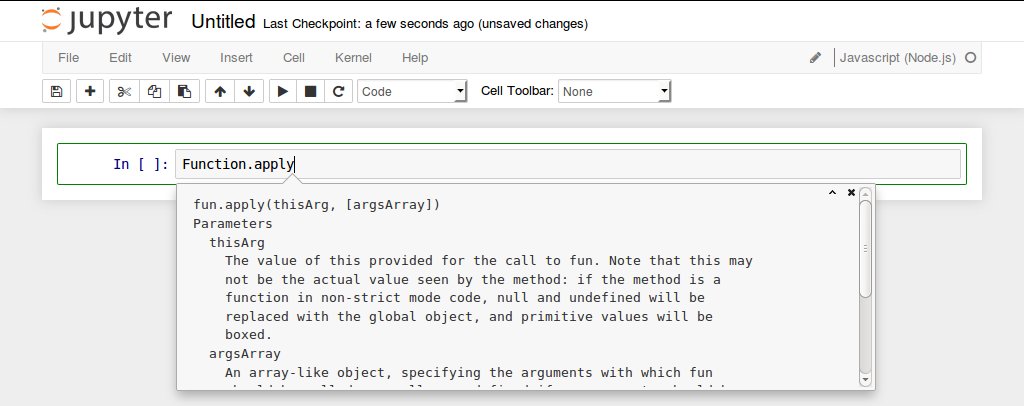 jupyter Untitled Last Checkpoint: a few seconds ago (unsaved changes)
File Edit View Insert Cell Kernel Help Javascript (Node.js)
Code Cell Toolbar: None
In [ ]: Function.apply
fun.apply(thisArg, [argsArray])
Parameters
thisArg
The value of this provided for the call to fun. Note that this may
not be the actual value seen by the method: if the method is a
function in non-strict mode code, null and undefined will be
replaced with the global object, and primitive values will be
boxed.
argsArray
An array-like object, specifying the arguments with which fun